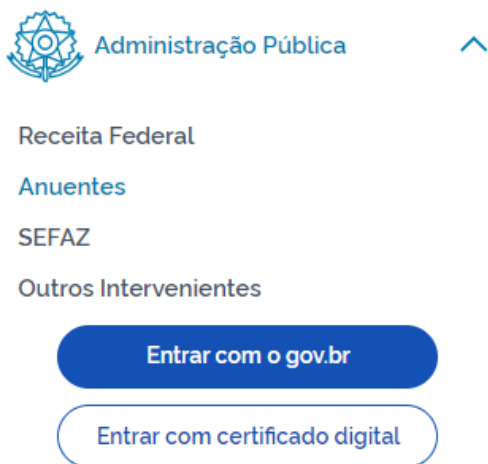 Administração Pública
Receita Federal
Anuentes
SEFAZ
Outros Intervenientes
Entrar com o gov.br
Entrar com certificado digital